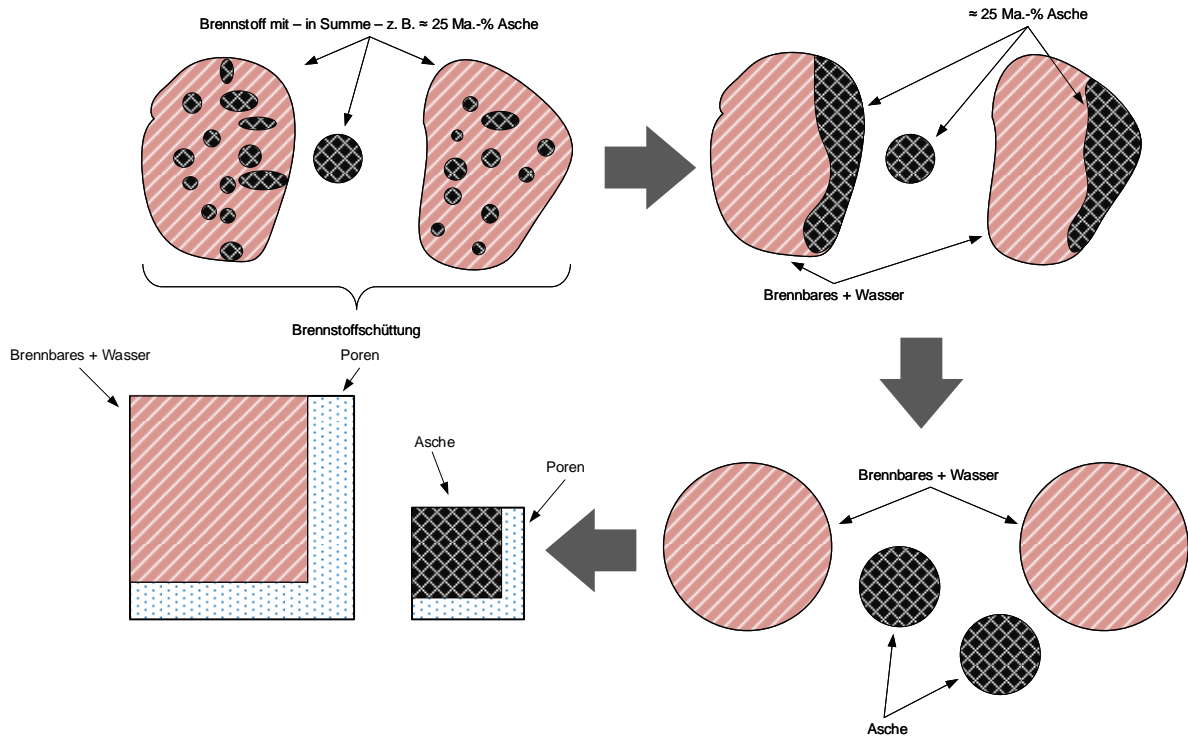 Brennstoff mit – in Summe – z. B. ≈ 25 Ma.-% Asche
≈ 25 Ma.-% Asche
Brennbares + Wasser
Brennstoffschüttung
Brennbares + Wasser
Poren
Asche
Poren
Brennbares + Wasser
Asche